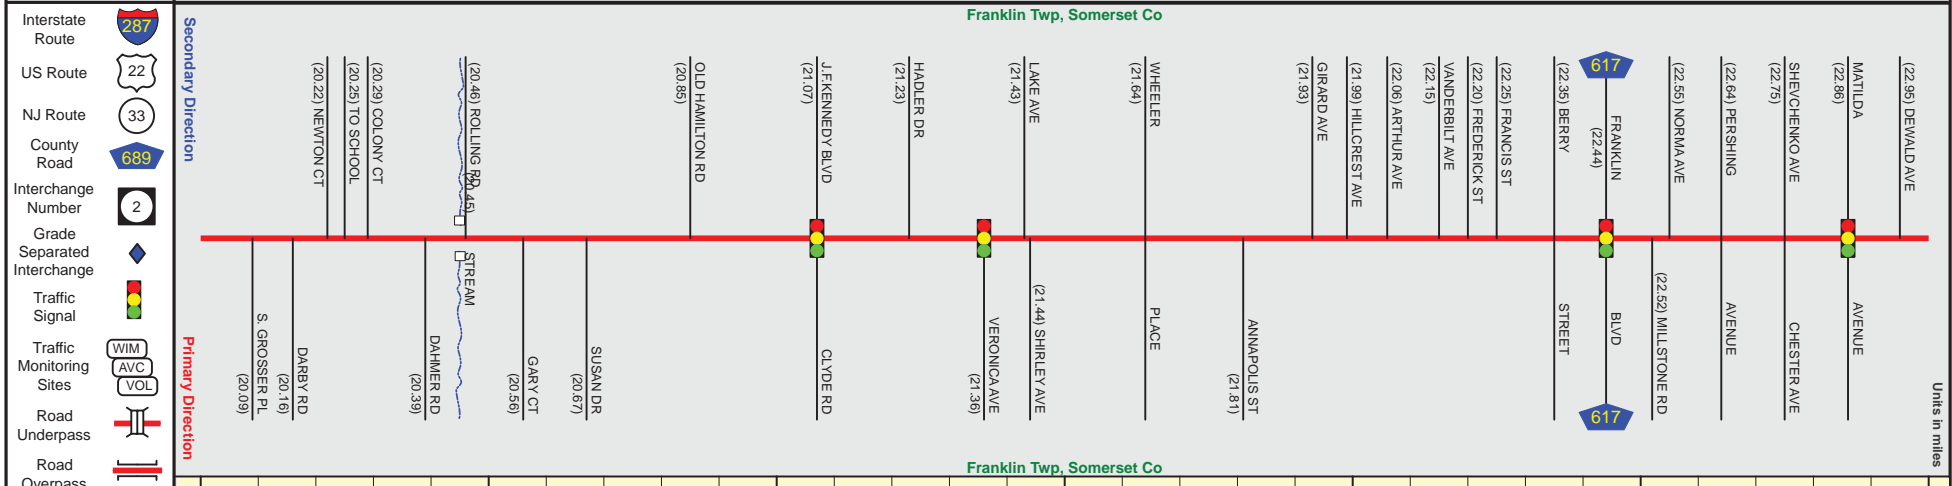 Interstate
Route
287
US Route
22
NJ Route
33
County
Road
689
Interchange
Number
2
Grade
Separated
Interchange
Traffic
Signal
Traffic
Monitoring
Sites
WIM
AVC
VOL
Road
Underpass
Road
Overpass
Secondary Direction
Primary Direction
Franklin Twp, Somerset Co
(20.22) NEWTON CT
(20.25) TO SCHOOL
(20.29) COLONY CT
(20.46) ROLLING RD
(20.45)
STREAM
OLD HAMILTON RD
(20.85)
J.F.KENNEDY BLVD
(21.07)
HADLER DR
(21.23)
LAKE AVE
(21.43)
WHEELER
(21.64)
GIRARD AVE
(21.93)
(21.99) HILLCREST AVE
(22.06) ARTHUR AVE
VANDERBILT AVE
(22.15)
(22.20) FREDERICK ST
(22.25) FRANCIS ST
(22.35) BERRY
617
FRANKLIN
(22.44)
(22.55) NORMA AVE
(22.64) PERSHING
SHEVCHENKO AVE
(22.75)
MATILDA
(22.86)
(22.95) DEWALD AVE
S. GROSSER PL
(20.09)
DARBY RD
(20.16)
DAHMER RD
(20.39)
GARY CT
(20.56)
SUSAN DR
(20.67)
CLYDE RD
VERONICA AVE
(21.36)
(21.44) SHIRLEY AVE
PLACE
ANNAPOLIS ST
(21.81)
STREET
BLVD
617
(22.52) MILLSTONE RD
AVENUE
CHESTER AVE
AVENUE
Units in miles
Franklin Twp, Somerset Co